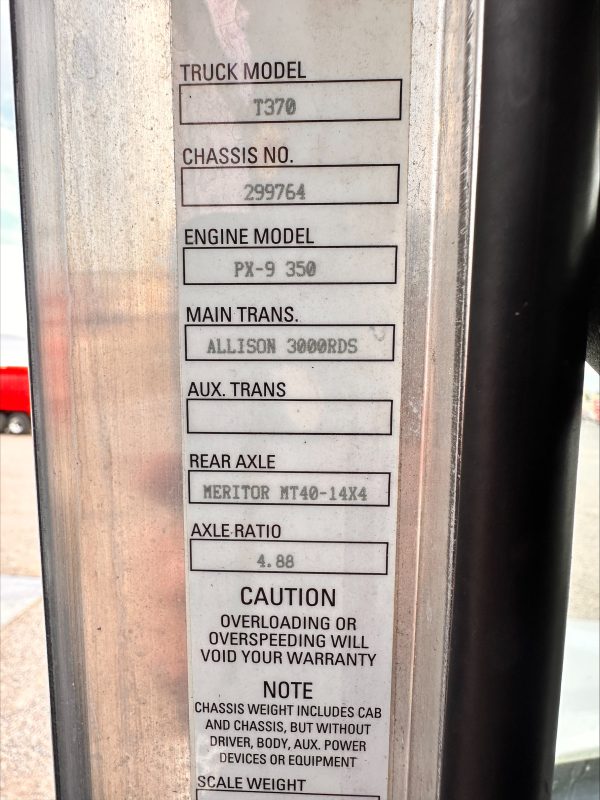 TRUCK MODEL
T370
CHASSIS NO.
299764
ENGINE MODEL
PX-9 350
MAIN TRANS.
ALLISON 3000RDS
AUX. TRANS
REAR AXLE
MERITOR MT40-14X4
AXLE RATIO
4.88
CAUTION
OVERLOADING OR
OVERSPEEDING WILL
VOID YOUR WARRANTY
NOTE
CHASSIS WEIGHT INCLUDES CAB
AND CHASSIS, BUT WITHOUT
DRIVER, BODY, AUX. POWER
DEVICES OR EQUIPMENT
SCALE WEIGHT